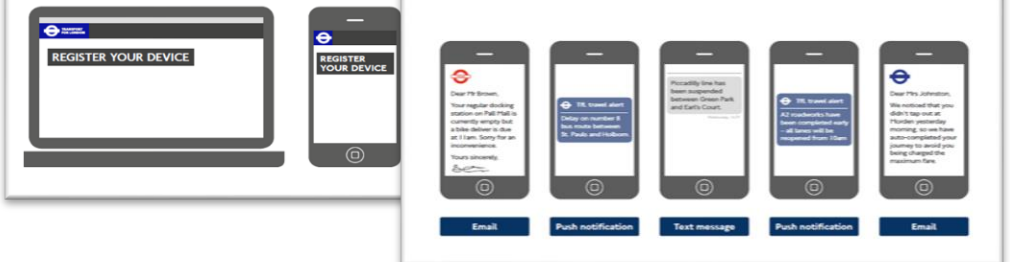 TRANSPORT
FOR LONDON
REGISTER YOUR DEVICE
REGISTER
YOUR DEVICE
Dear Mr Brown,
Your regular docking
station on Pall Mall is
currently empty but
a bike deliver is due
at 11am. Sorry for an
inconvenience.
Yours sincerely,
TfL travel alert
Delay on number 8
bus route between
St. Pauls and Holborn
Piccadilly line has
been suspended
between Green Park
and Earl's Court.
TfL travel alert
A2 roadworks have
been completed early
– all lanes will be
reopened from 10am
Dear Mrs Johnston,
We noticed that you
didn't tap out at
Morden yesterday
morning, so we have
auto-completed your
journey to avoid you
being charged the
maximum fare.
Email
Push notification
Text message
Push notification
Email